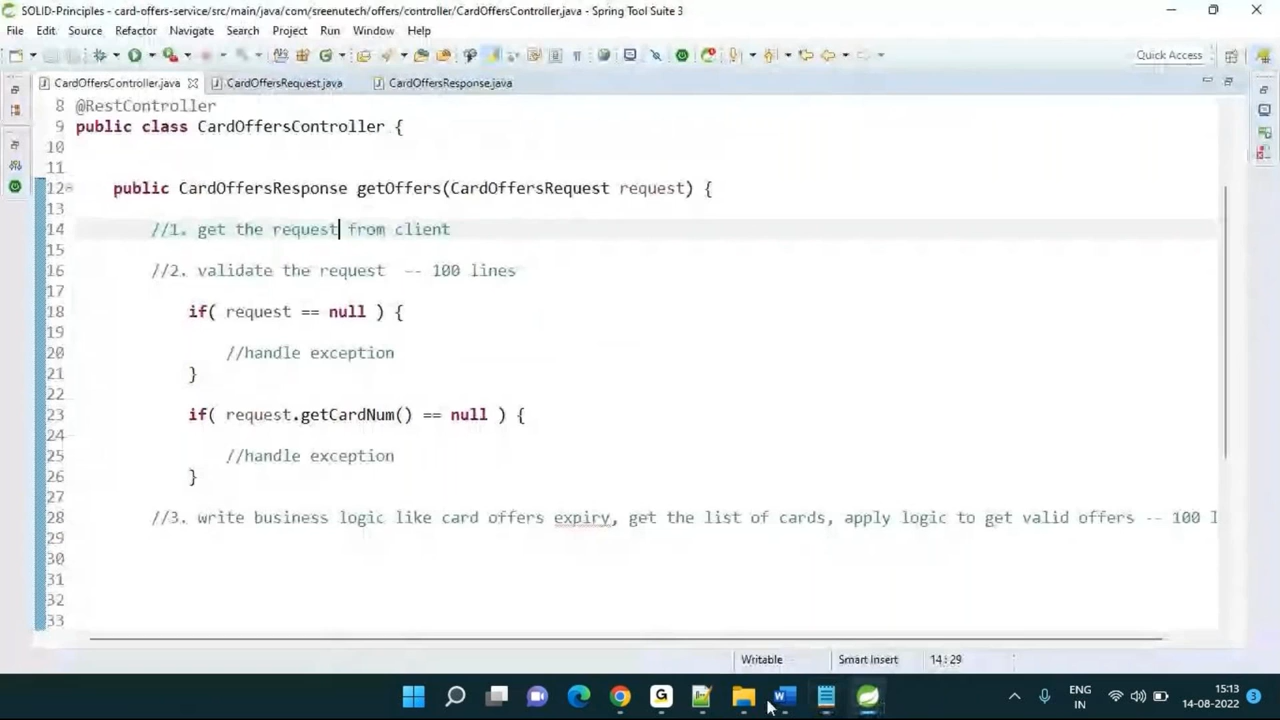 SOLID-Principles - card-offers-service/src/main/java/com/sreenutech/offers/controller/CardOffersController.java - Spring Tool Suite 3
File Edit Source Refactor Navigate Search Project Run Window Help
Quick Access
CardOffersController.java CardOffersRequest.java CardOffersResponse.java
8 @RestController
9 public class CardOffersController {
10
11
12 public CardOffersResponse getOffers(CardOffersRequest request) {
13
14 //1. get the request from client
15
16 //2. validate the request -- 100 lines
17
18 if( request == null ) {
19
20 //handle exception
21 }
22
23 if( request.getCardNum() == null ) {
24
25 //handle exception
26 }
27
28 //3. write business logic like card offers expiry, get the list of cards, apply logic to get valid offers -- 100 l
29
30
31
32
33
Writable Smart Insert 14:29
ENG
IN
15:13
14-08-2022
3